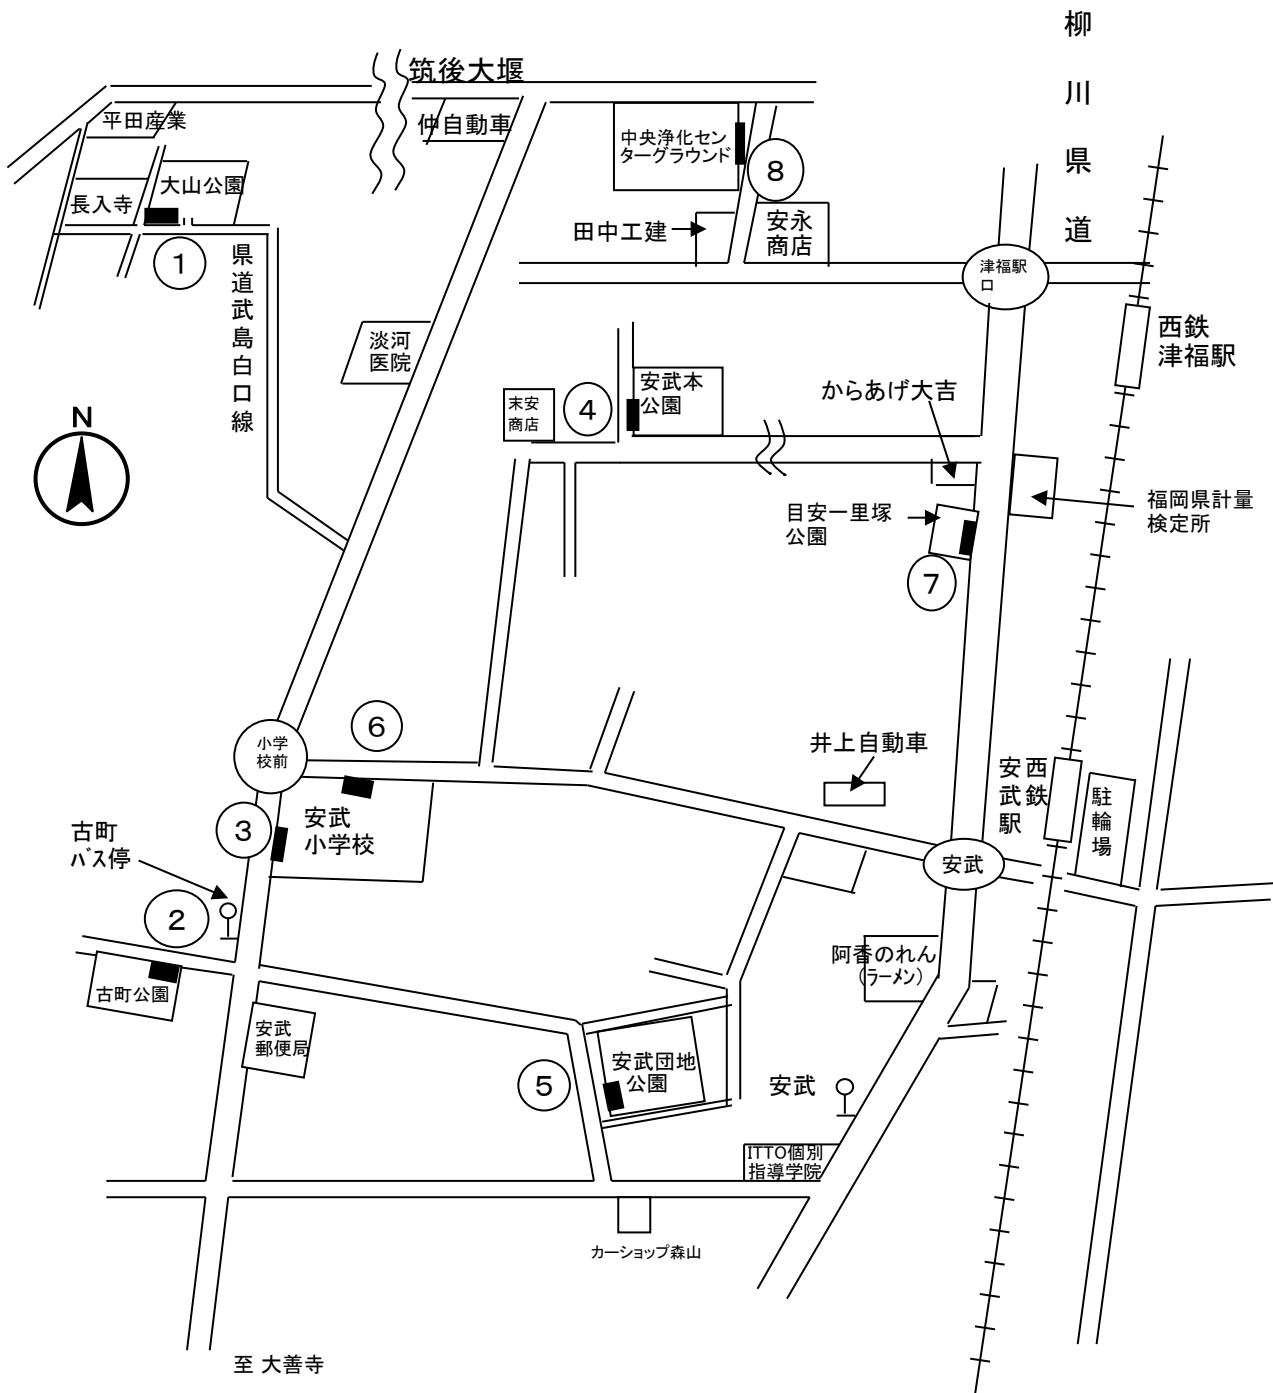 柳川県道
筑後大堰
平田産業
仲自動車
中央浄化セン
ターグラウンド
⑧
大山公園
長入寺
①
田中工建
安永
商店
県道武島白口線
津福駅
口
西鉄
津福駅
淡河
医院
安武本
公園
④
末安
商店
からあげ大吉
N
目安一里塚
公園
福岡県計量
検定所
⑦
⑥
小学
校前
井上自動車
西鉄
安武駅
駐輪場
③
安武
小学校
古町
バス停
安武
②
阿香のれん
(ラーメン)
古町公園
安武
郵便局
⑤
安武団地
公園
安武
ITTO個別
指導学院
カーショップ森山
至 大善寺